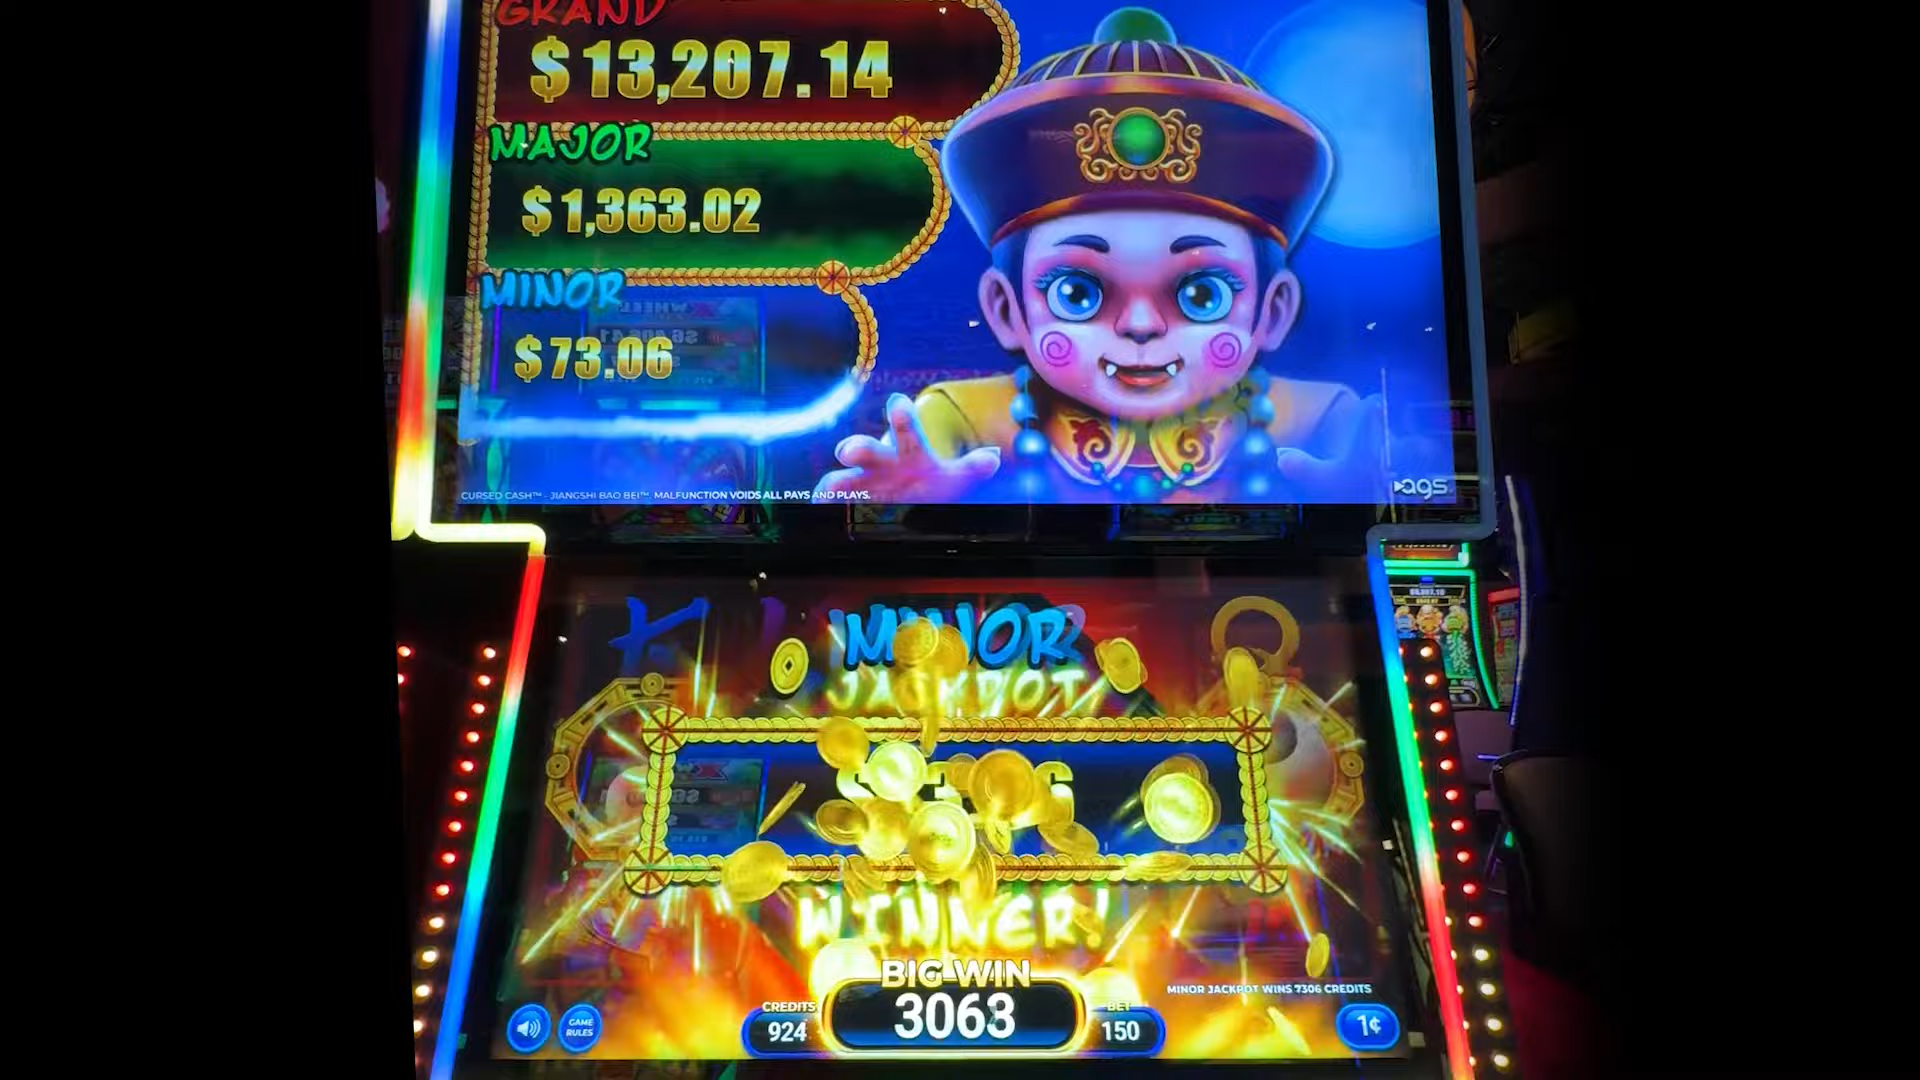 GRAND
$13,207.14
MAJOR
$1,363.02
MINOR
$73.06
CURSED CASH™ - JIANGSHI BAO BEI™. MALFUNCTION VOIDS ALL PAYS AND PLAYS.
ags
MINOR
JACKPOT
WINNER!
BIG WIN
3063
MINOR JACKPOT WINS 7306 CREDITS
CREDITS
924
BET
150
GAME
RULES
1¢